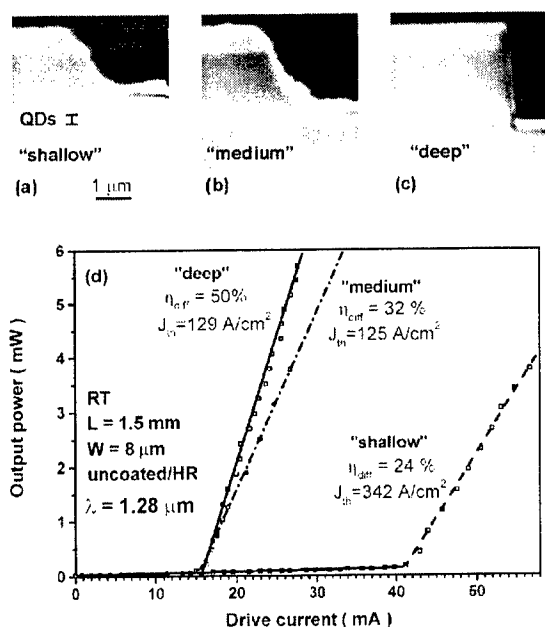 QDs
"shallow" "medium" "deep"
(a) 1 μm (b) (c)
(d)
"deep"
η_diff = 50%
J_th=129 A/cm²
"medium"
η_diff = 32 %
J_th=125 A/cm²
RT
L = 1.5 mm
W = 8 μm
uncoated/HR
λ = 1.28 μm
"shallow"
η_diff = 24 %
J_th=342 A/cm²
Output power ( mW )
6
5
4
3
2
1
0
0 10 20 30 40 50
Drive current ( mA )